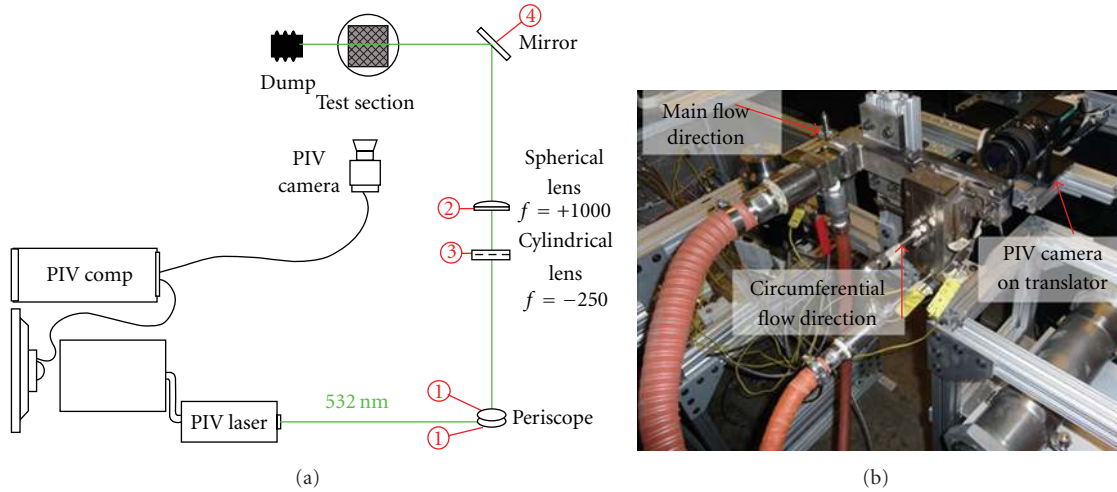 4
Mirror
Dump
Test section
PIV
camera
Spherical
lens
f = +1000
2
3
Cylindrical
lens
f = −250
PIV comp
532 nm
1
Periscope
PIV laser
1
(a)
Main flow
direction
PIV camera
on translator
Circumferential
flow direction
(b)